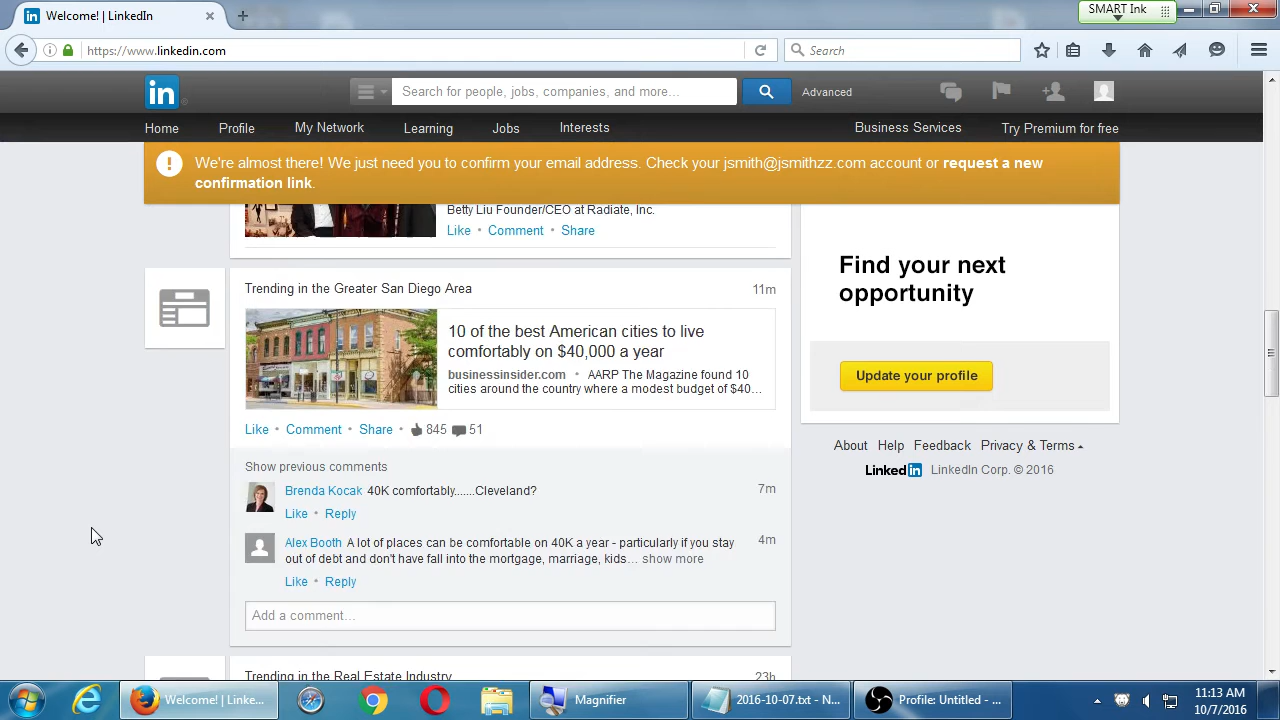 Welcome! | LinkedIn
SMART Ink
https://www.linkedin.com
Search
in
Search for people, jobs, companies, and more...
Advanced
Home
Profile
My Network
Learning
Jobs
Interests
Business Services
Try Premium for free
We're almost there! We just need you to confirm your email address. Check your jsmith@jsmithzz.com account or request a new
confirmation link.
Betty Liu Founder/CEO at Radiate, Inc.
Like • Comment • Share
Trending in the Greater San Diego Area
11m
10 of the best American cities to live
comfortably on $40,000 a year
businessinsider.com • AARP The Magazine found 10
cities around the country where a modest budget of $40...
Like • Comment • Share • 845 51
Show previous comments
Brenda Kocak 40K comfortably.......Cleveland?
7m
Like • Reply
Alex Booth A lot of places can be comfortable on 40K a year - particularly if you stay
out of debt and don't have fall into the mortgage, marriage, kids... show more
4m
Like • Reply
Add a comment...
Trending in the Real Estate Industry
23h
Find your next
opportunity
Update your profile
About Help Feedback Privacy & Terms
LinkedIn LinkedIn Corp. © 2016
Welcome! | Linke...
Magnifier
2016-10-07.txt - N...
Profile: Untitled - ...
11:13 AM
10/7/2016